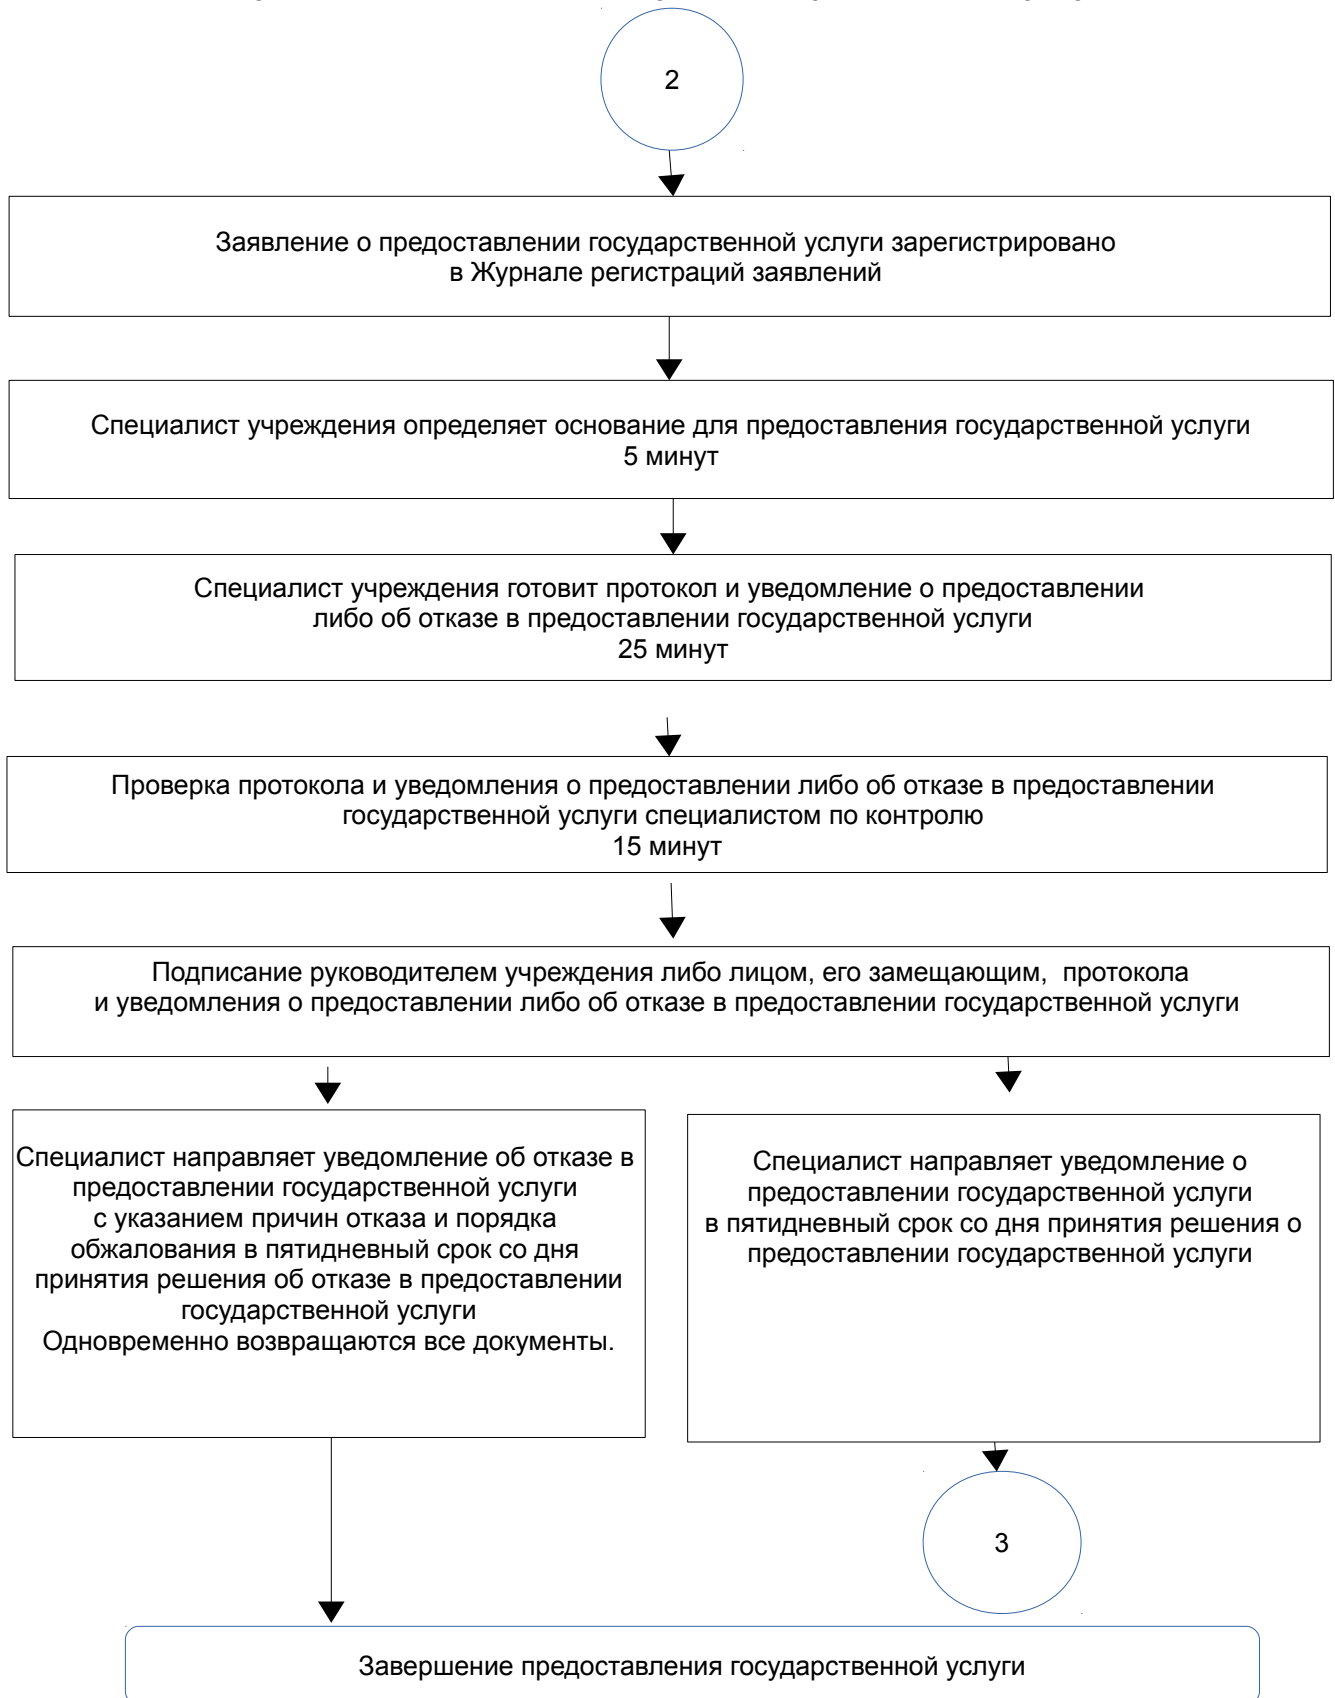 2
Заявление о предоставлении государственной услуги зарегистрировано
в Журнале регистраций заявлений
Специалист учреждения определяет основание для предоставления государственной услуги
5 минут
Специалист учреждения готовит протокол и уведомление о предоставлении
либо об отказе в предоставлении государственной услуги
25 минут
Проверка протокола и уведомления о предоставлении либо об отказе в предоставлении
государственной услуги специалистом по контролю
15 минут
Подписание руководителем учреждения либо лицом, его замещающим, протокола
и уведомления о предоставлении либо об отказе в предоставлении государственной услуги
Специалист направляет уведомление об отказе в
предоставлении государственной услуги
с указанием причин отказа и порядка
обжалования в пятидневный срок со дня
принятия решения об отказе в предоставлении
государственной услуги
Одновременно возвращаются все документы.
Специалист направляет уведомление о
предоставлении государственной услуги
в пятидневный срок со дня принятия решения о
предоставлении государственной услуги
3
Завершение предоставления государственной услуги